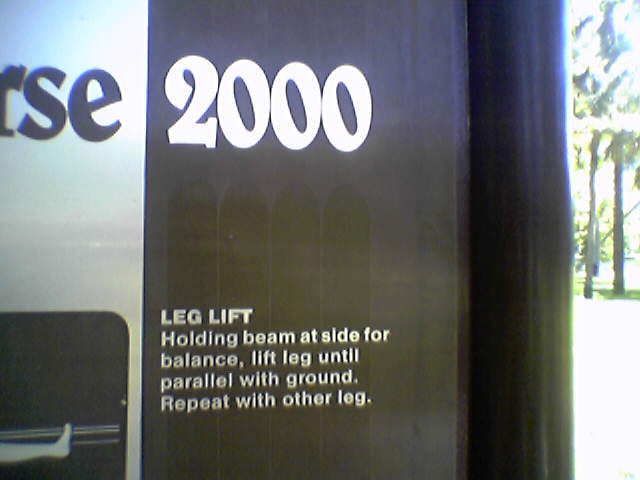 rse 2000
LEG LIFT
Holding beam at side for
balance, lift leg until
parallel with ground.
Repeat with other leg.